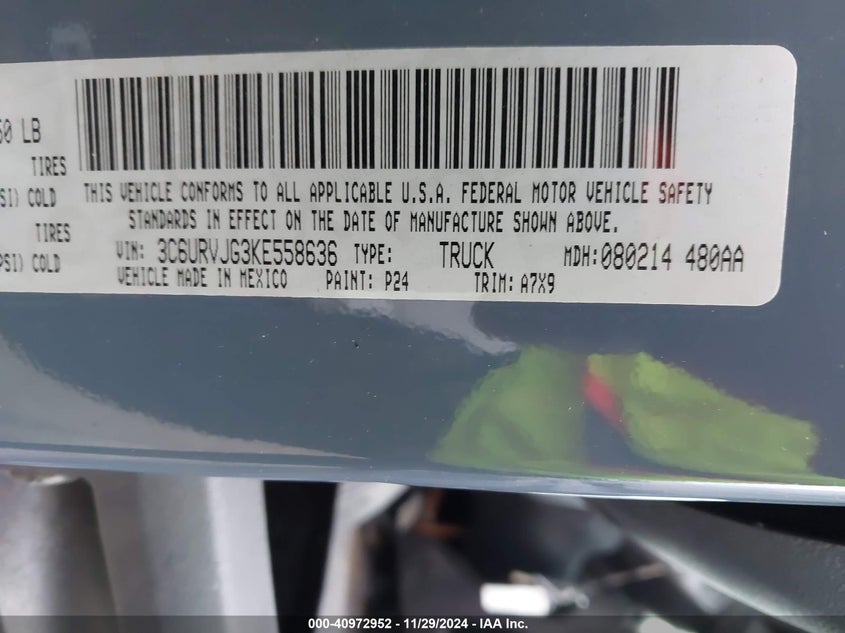 50 LB
TIRES
SI) COLD
TIRES
PSI) COLD
THIS VEHICLE CONFORMS TO ALL APPLICABLE U.S.A. FEDERAL MOTOR VEHICLE SAFETY
STANDARDS IN EFFECT ON THE DATE OF MANUFACTURE SHOWN ABOVE.
VIN: 3C6URVJG3KE558636 TYPE: TRUCK MDH:080214 480AA
VEHICLE MADE IN MEXICO PAINT: P24 TRIM: A7X9
000-40972952 - 11/29/2024 - IAA Inc.